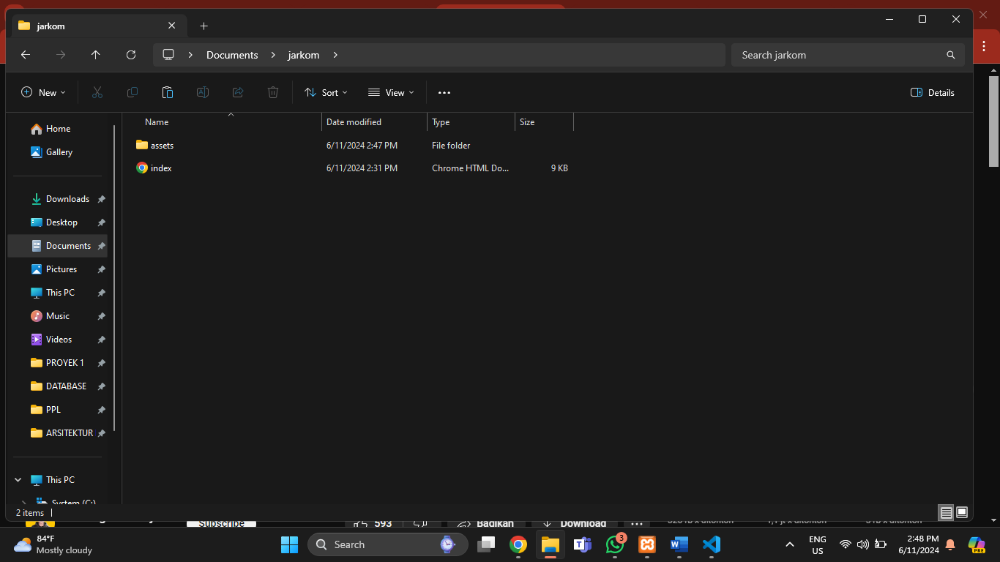 jarkom
Documents
jarkom
Search jarkom
New
Sort
View
Details
Name
Date modified
Type
Size
Home
Gallery
assets
6/11/2024 2:47 PM
File folder
index
6/11/2024 2:31 PM
Chrome HTML Do...
9 KB
Downloads
Desktop
Documents
Pictures
This PC
Music
Videos
PROYEK 1
DATABASE
PPL
ARSITEKTUR
This PC
System (C:)
2 items
Subscribe
593
Bagikan
Download
84°F
Mostly cloudy
Search
3
ENG
US
2:48 PM
6/11/2024
PRE